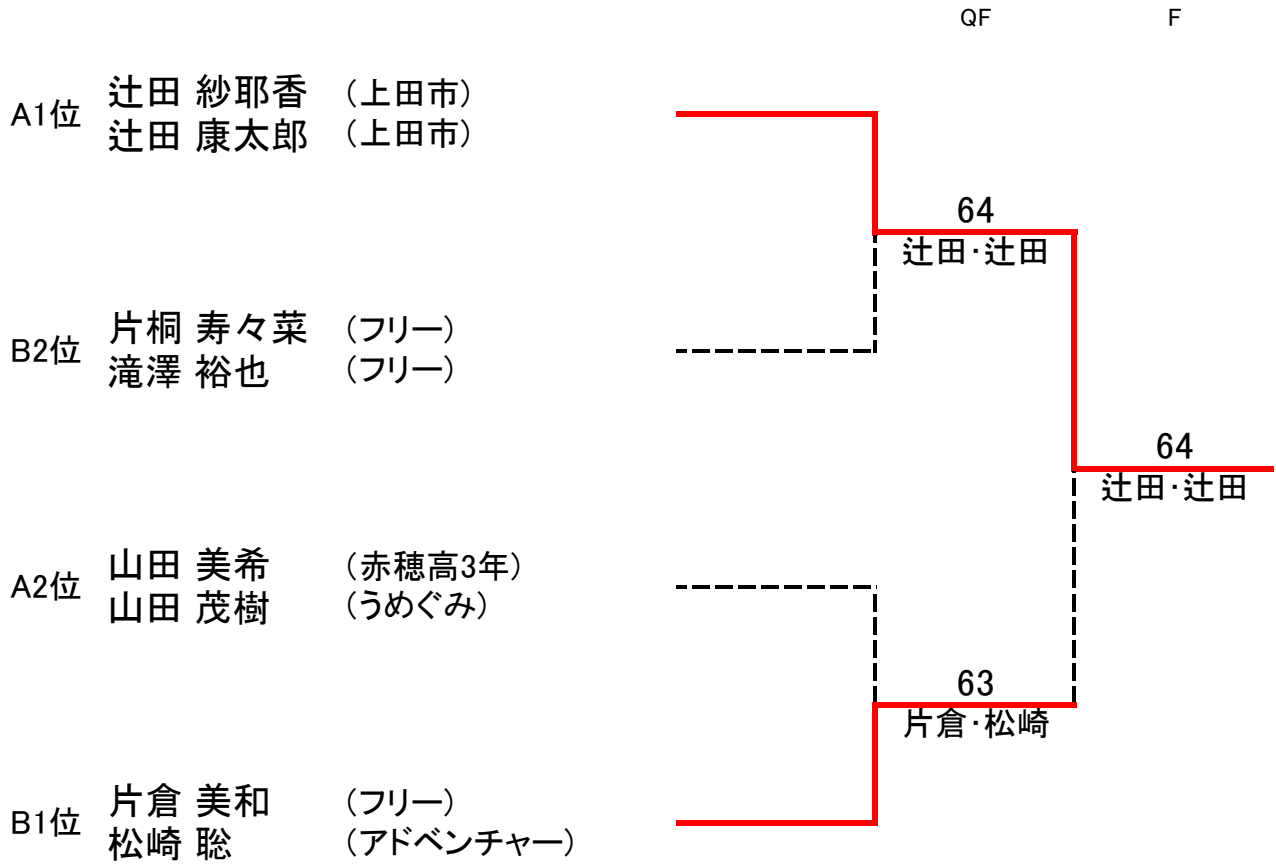 QF F
A1位
辻田 紗耶香 (上田市)
辻田 康太郎 (上田市)
64
辻田・辻田
B2位
片桐 寿々菜 (フリー)
滝澤 裕也 (フリー)
64
辻田・辻田
A2位
山田 美希 (赤穂高3年)
山田 茂樹 (うめぐみ)
63
片倉・松崎
B1位
片倉 美和 (フリー)
松崎 聡 (アドベンチャー)